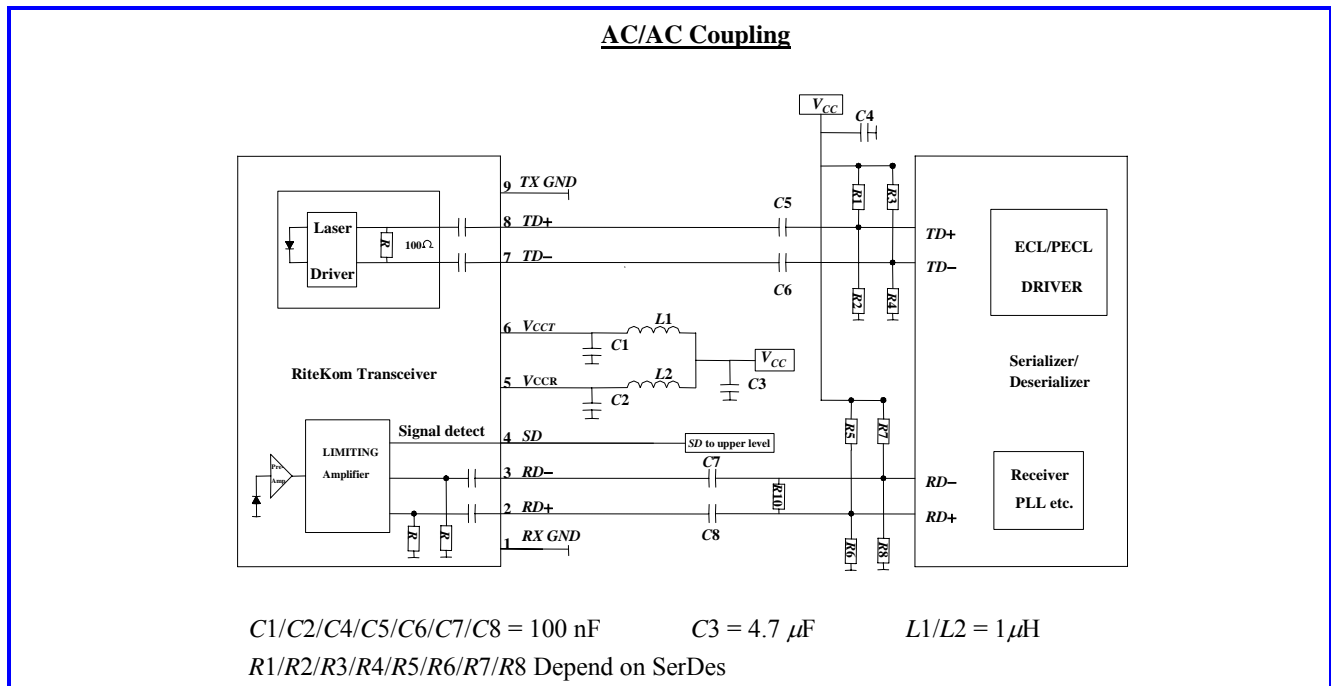 AC/AC Coupling
VCC
C4
9 TX GND
R1
R3
C5
Laser
Driver
R
100Ω
8 TD+
7 TD−
TD+
TD−
C6
R2
R4
ECL/PECL
DRIVER
6 VCCT
L1
C1
VCC
RiteKom Transceiver
5 VCCR
L2
C2
C3
Serializer/
Deserializer
Signal detect
4 SD
SD to upper level
R5
R7
LIMITING
Amplifier
Pre-
Amp
3 RD−
C7
R10
RD−
Receiver
PLL etc.
2 RD+
C8
RD+
R
R
1 RX GND
R6
R8
C1/C2/C4/C5/C6/C7/C8 = 100 nF C3 = 4.7 μF L1/L2 = 1μH
R1/R2/R3/R4/R5/R6/R7/R8 Depend on SerDes